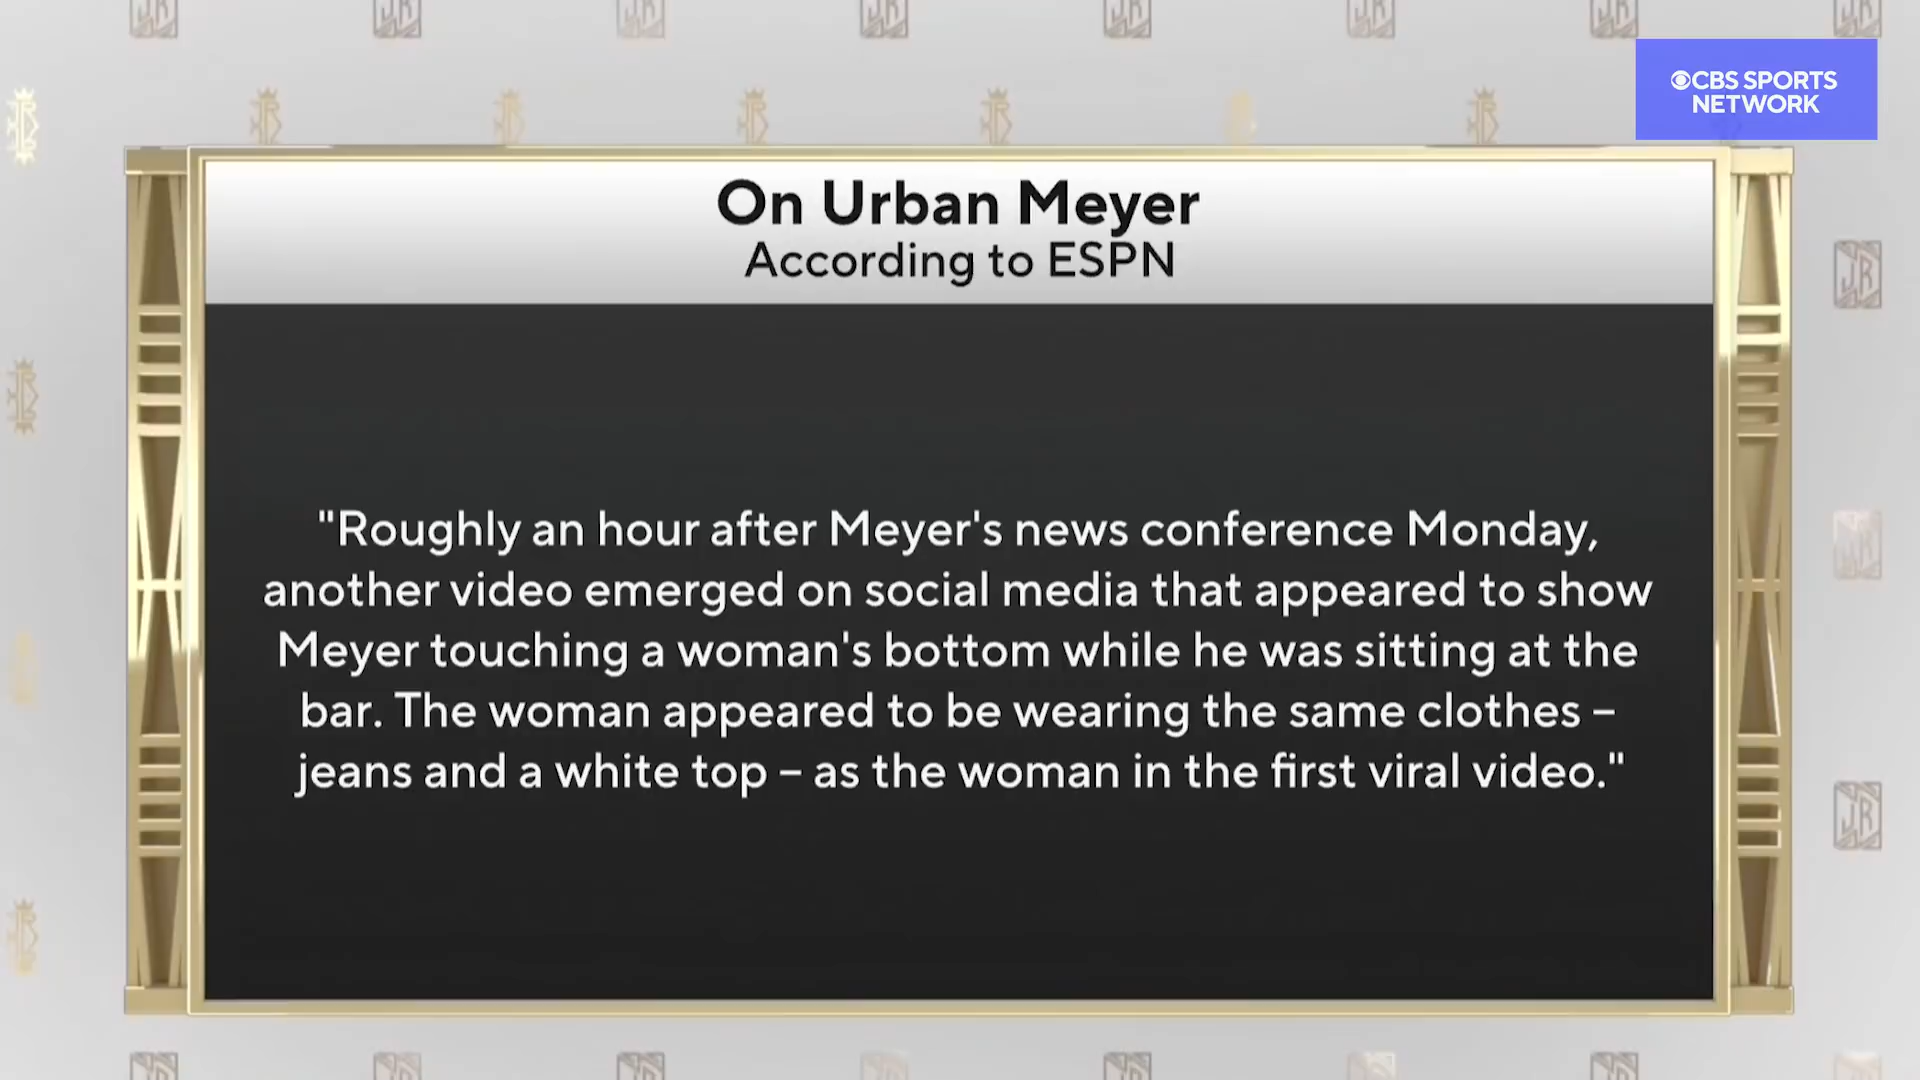 CBS SPORTS
NETWORK
On Urban Meyer
According to ESPN
"Roughly an hour after Meyer's news conference Monday,
another video emerged on social media that appeared to show
Meyer touching a woman's bottom while he was sitting at the
bar. The woman appeared to be wearing the same clothes –
jeans and a white top – as the woman in the first viral video."